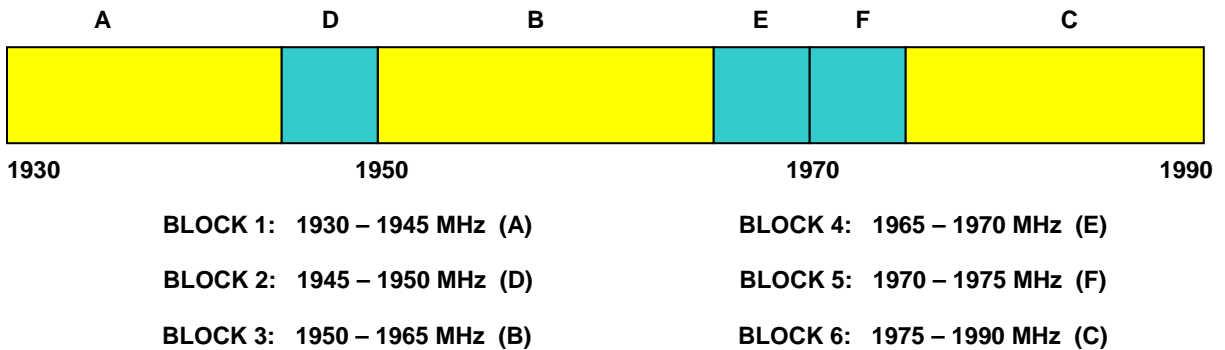 A D B E F C
1930 1950 1970 1990
BLOCK 1: 1930 – 1945 MHz (A) BLOCK 4: 1965 – 1970 MHz (E)
BLOCK 2: 1945 – 1950 MHz (D) BLOCK 5: 1970 – 1975 MHz (F)
BLOCK 3: 1950 – 1965 MHz (B) BLOCK 6: 1975 – 1990 MHz (C)